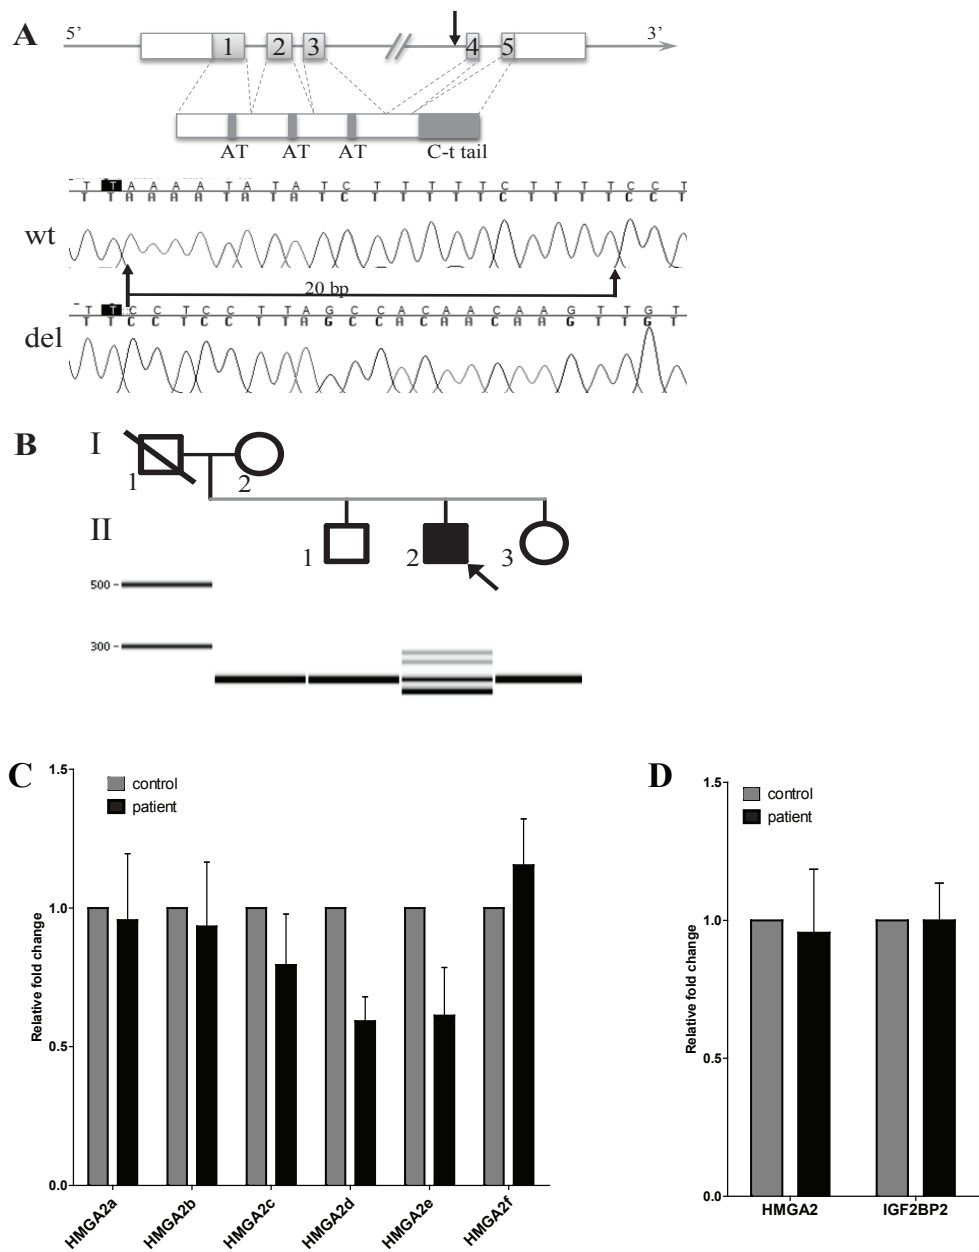 A 5’ 1 2 3 4 5 3’
AT AT AT C-t tail
T T A A A A T A T A T C T T T T T C T T T T C C T
T T A A A A T A T A T C T T T T T C T T T T C C T
wt
20 bp
T T C C T C C T T A G C C A C A A C A A G T T G T
T T C C T C C T T A G C C A C A A C A A G T T G T
del
B I
1 2
II
1 2 3
500
300
C
1.5
control
patient
1.0
0.5
0.0
Relative fold change
HMGA2a HMGA2b HMGA2c HMGA2d HMGA2e HMGA2f
D
1.5
control
patient
1.0
0.5
0.0
Relative fold change
HMGA2 IGF2BP2